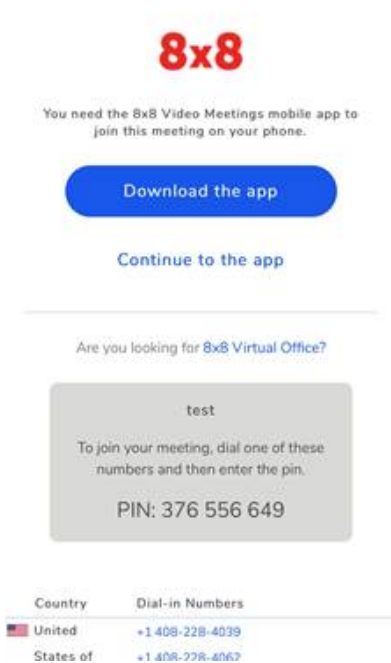 8x8
You need the 8x8 Video Meetings mobile app to
join this meeting on your phone.
Download the app
Continue to the app
Are you looking for 8x8 Virtual Office?
test
To join your meeting, dial one of these
numbers and then enter the pin.
PIN: 376 556 649
Country Dial-in Numbers
United +1 408-228-4039
States of +1 408-228-4062